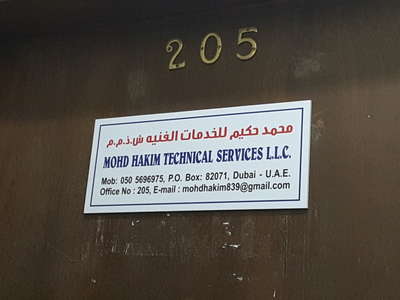 205
محمد حكيم للخدمات الفنيه ش.ذ.م.م
MOHD HAKIM TECHNICAL SERVICES L.L.C.
Mob: 050 5696975, P.O. Box: 82071, Dubai - U.A.E.
Office No : 205, E-mail : mohdhakim839@gmail.com